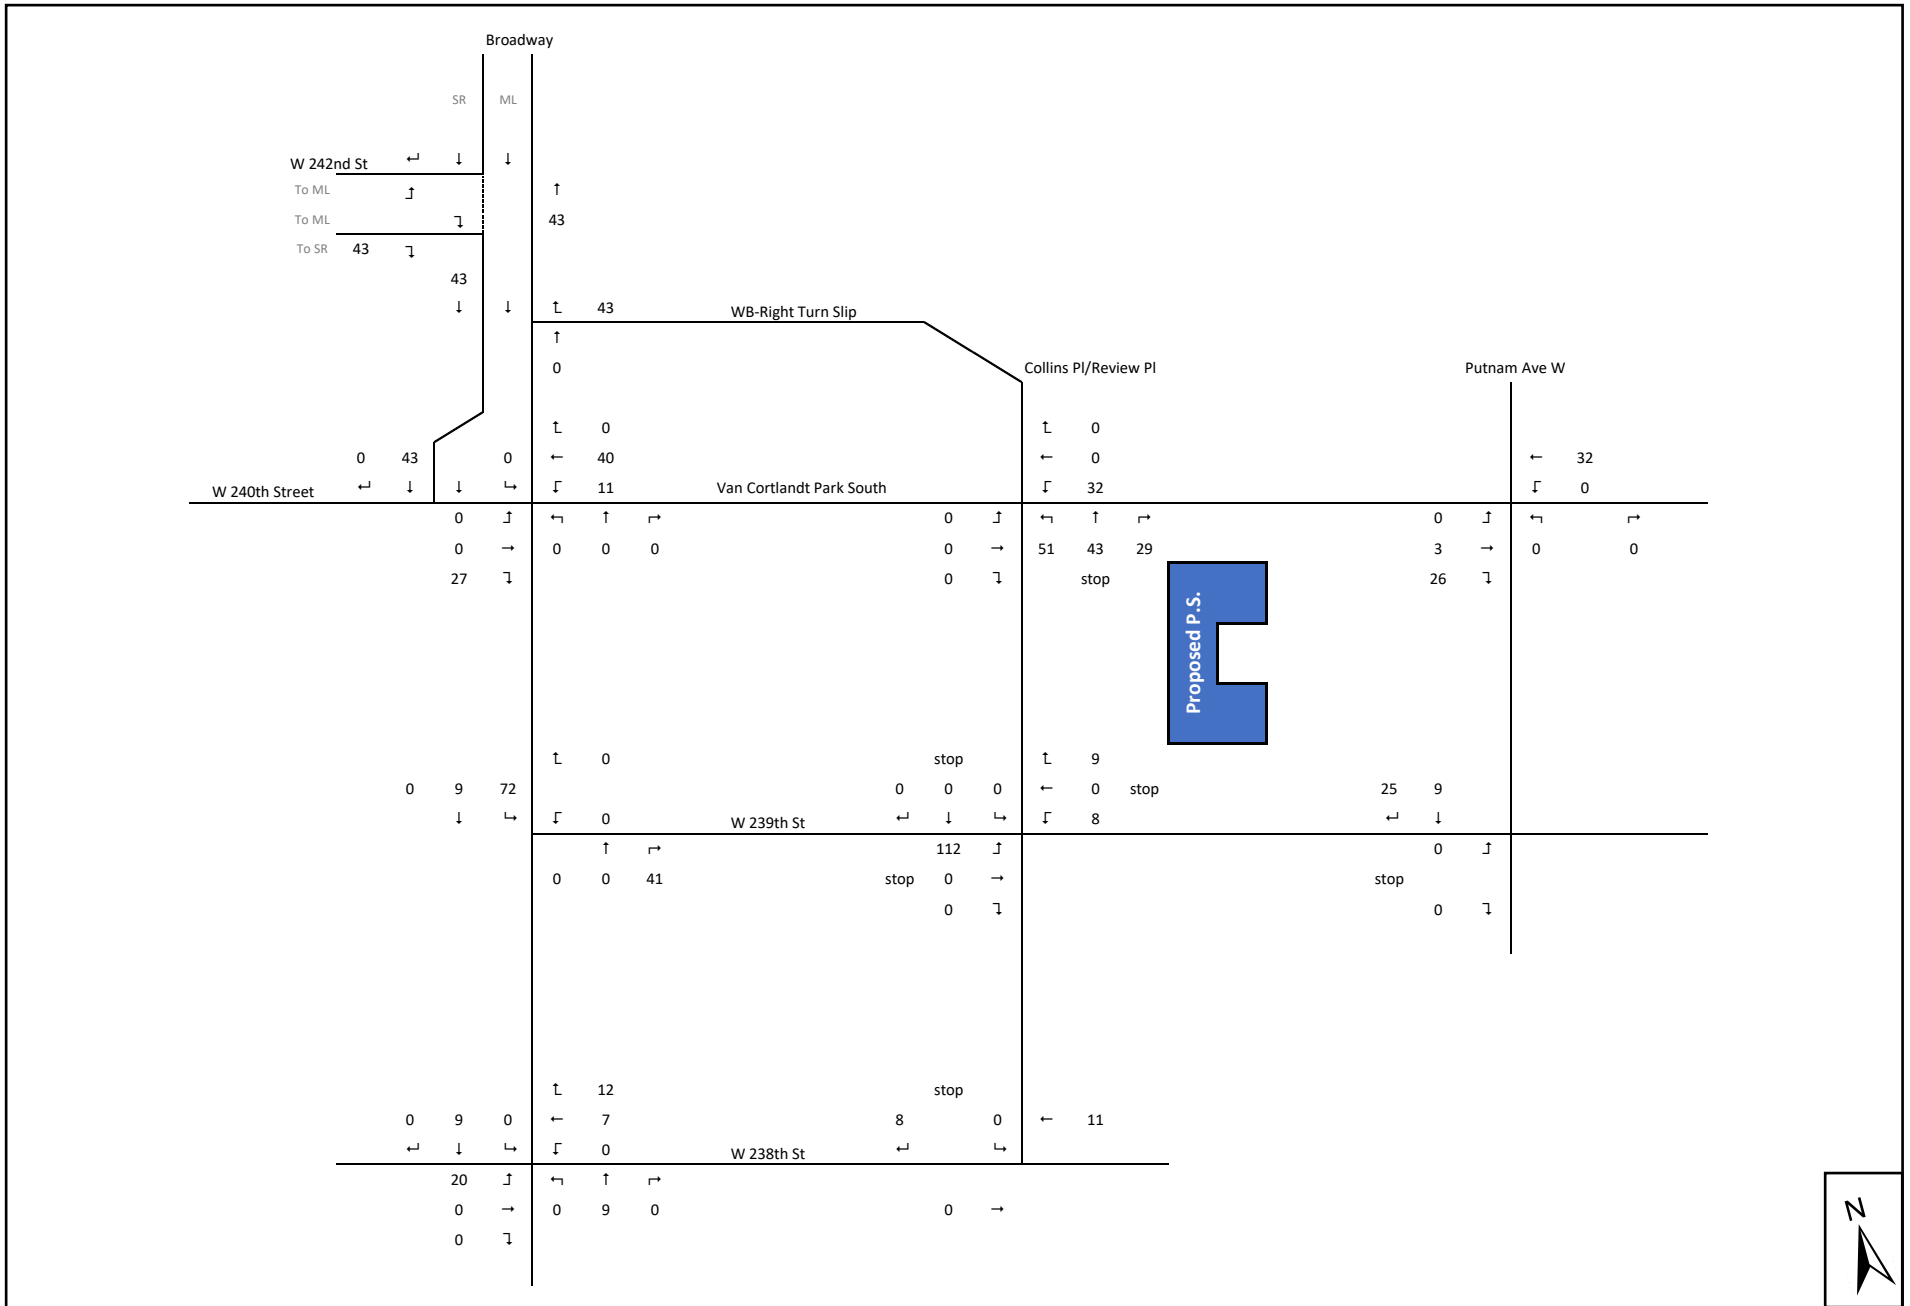 Broadway
SR ML
W 242nd St ↵ ↓ ↓
To ML ↑
To ML 43
To SR 43
43
↓ ↓ 43 WB-Right Turn Slip
↑
0 Collins Pl/Review Pl Putnam Ave W
0 0
0 43 0 ← 40 ← 0 ← 32
W 240th Street ↵ ↓ ↓ 11 Van Cortlandt Park South 32 0
0 ↑ 0 ↑ 0
0 → 0 0 0 0 → 51 43 29 3 → 0 0
27 0 stop 26
Proposed P.S.
0 stop 9
0 9 72 0 0 0 ← 0 stop 25 9
↓ 0 W 239th St ↵ ↓ 8 ↵ ↓
↑ 112 0
0 0 41 stop 0 → stop
0 0
12 stop
0 9 0 ← 7 8 0 ← 11
↵ ↓ 0 W 238th St ↵
20 ↑
0 → 0 9 0 0 →
0
N